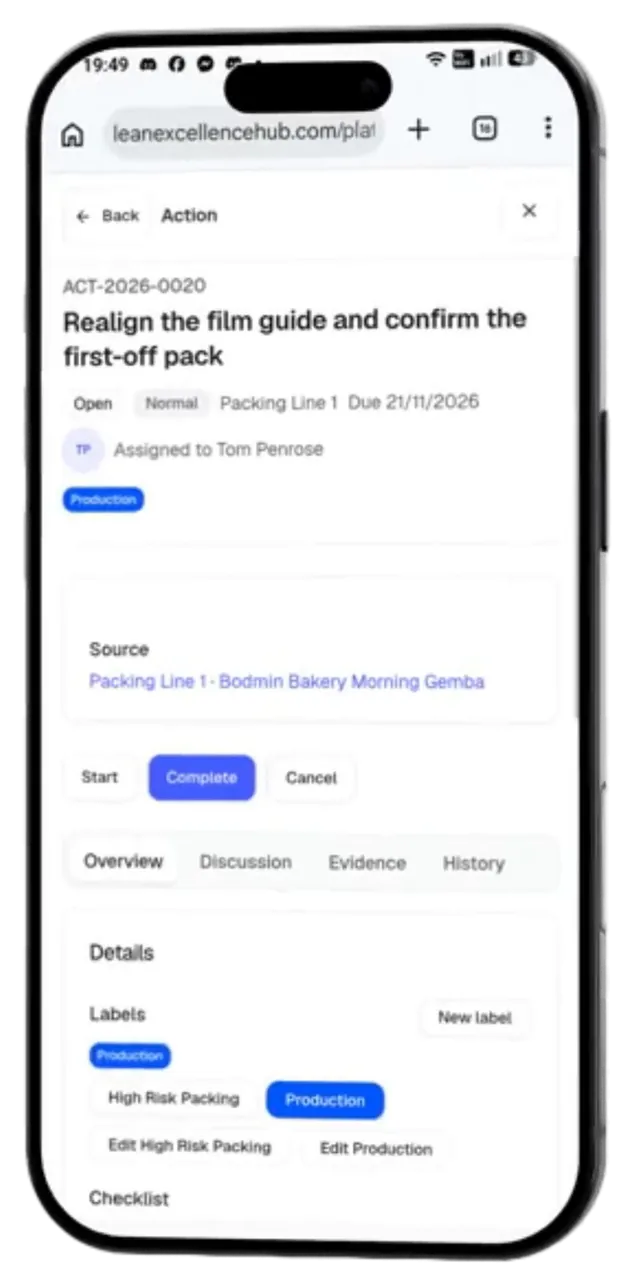 19:49
leanexcellencehub.com/plat
18
← Back Action ×
ACT-2026-0020
Realign the film guide and confirm the
first-off pack
Open Normal Packing Line 1 Due 21/11/2026
TP Assigned to Tom Penrose
Production
Source
Packing Line 1 · Bodmin Bakery Morning Gemba
Start Complete Cancel
Overview Discussion Evidence History
Details
Labels New label
Production
High Risk Packing Production
Edit High Risk Packing Edit Production
Checklist